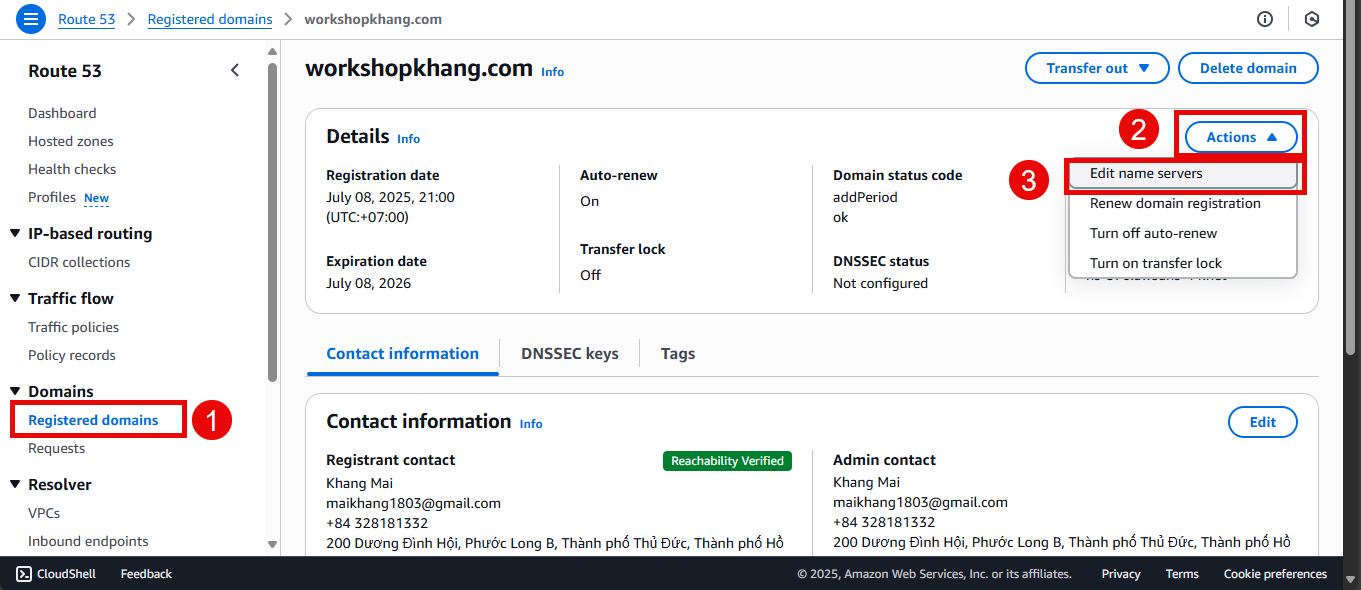 Route 53 > Registered domains > workshopkhang.com
Route 53
Dashboard
Hosted zones
Health checks
Profiles New
IP-based routing
CIDR collections
Traffic flow
Traffic policies
Policy records
Domains
Registered domains
1
Requests
Resolver
VPCs
Inbound endpoints
workshopkhang.com Info
Transfer out
Delete domain
Details Info
2
Actions
3
Edit name servers
Renew domain registration
Turn off auto-renew
Turn on transfer lock
Registration date
July 08, 2025, 21:00
(UTC:+07:00)
Expiration date
July 08, 2026
Auto-renew
On
Transfer lock
Off
Domain status code
addPeriod
ok
DNSSEC status
Not configured
Contact information
DNSSEC keys
Tags
Contact information Info
Edit
Registrant contact
Reachability Verified
Khang Mai
maikhang1803@gmail.com
+84 328181332
200 Dương Đình Hội, Phước Long B, Thành phố Thủ Đức, Thành phố Hồ
Admin contact
Khang Mai
maikhang1803@gmail.com
+84 328181332
200 Dương Đình Hội, Phước Long B, Thành phố Thủ Đức, Thành phố Hồ
CloudShell
Feedback
© 2025, Amazon Web Services, Inc. or its affiliates.
Privacy
Terms
Cookie preferences